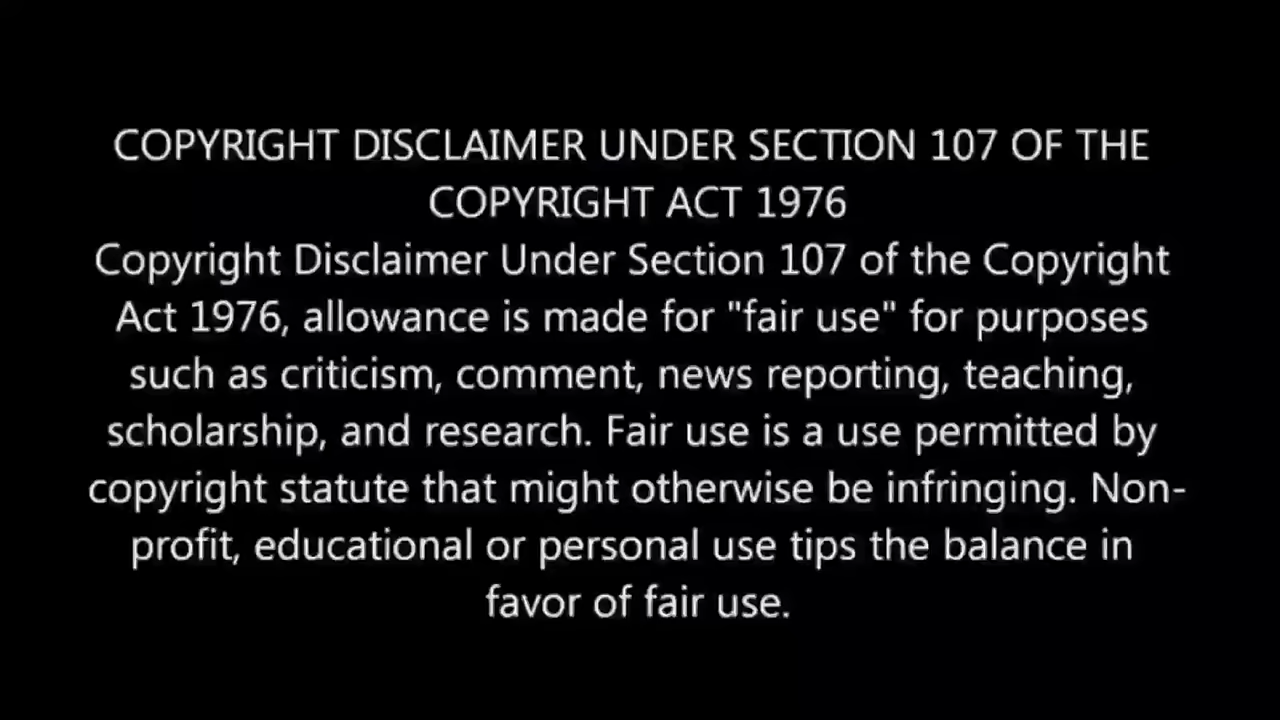 COPYRIGHT DISCLAIMER UNDER SECTION 107 OF THE
COPYRIGHT ACT 1976
Copyright Disclaimer Under Section 107 of the Copyright
Act 1976, allowance is made for "fair use" for purposes
such as criticism, comment, news reporting, teaching,
scholarship, and research. Fair use is a use permitted by
copyright statute that might otherwise be infringing. Non-
profit, educational or personal use tips the balance in
favor of fair use.